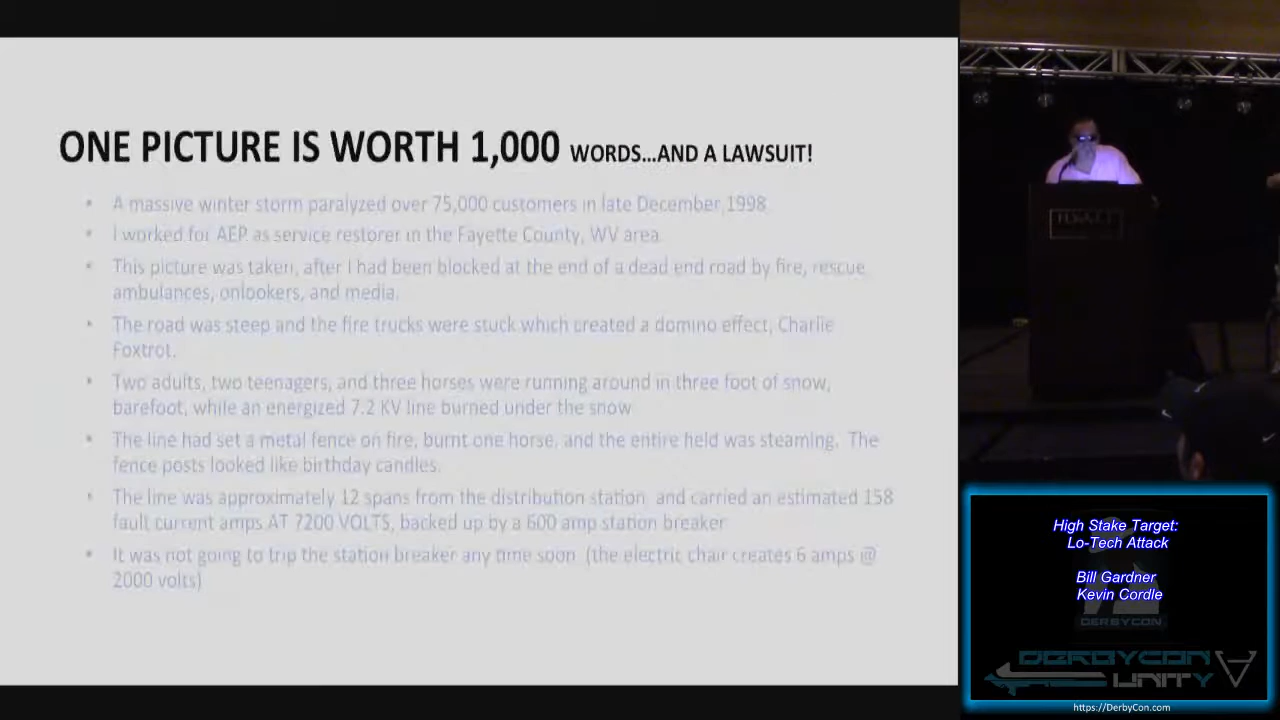 ONE PICTURE IS WORTH 1,000 WORDS...AND A LAWSUIT!
• A massive winter storm paralyzed over 75,000 customers in late December 1998
• I worked for AEP as service restorer in the Fayette County, WV area.
• This picture was taken, after I had been blocked at the end of a dead end road by fire, rescue
ambulances, onlookers, and media.
• The road was steep and the fire trucks were stuck which created a domino effect, Charlie
Foxtrot.
• Two adults, two teenagers, and three horses were running around in three foot of snow,
barefoot, while an energized 7.2 KV line burned under the snow
• The line had set a metal fence on fire, burnt one horse, and the entire held was steaming. The
fence posts looked like birthday candles.
• The line was approximately 12 spans from the distribution station and carried an estimated 158
fault current amps AT 7200 VOLTS, backed up by a 600 amp station breaker
• It was not going to trip the station breaker any time soon (the electric chair creates 6 amps @
2000 volts)
HYATT
High Stake Target:
Lo-Tech Attack
Bill Gardner
Kevin Cordle
DERBYCON
DERBYCON
UNITY
https://DerbyCon.com